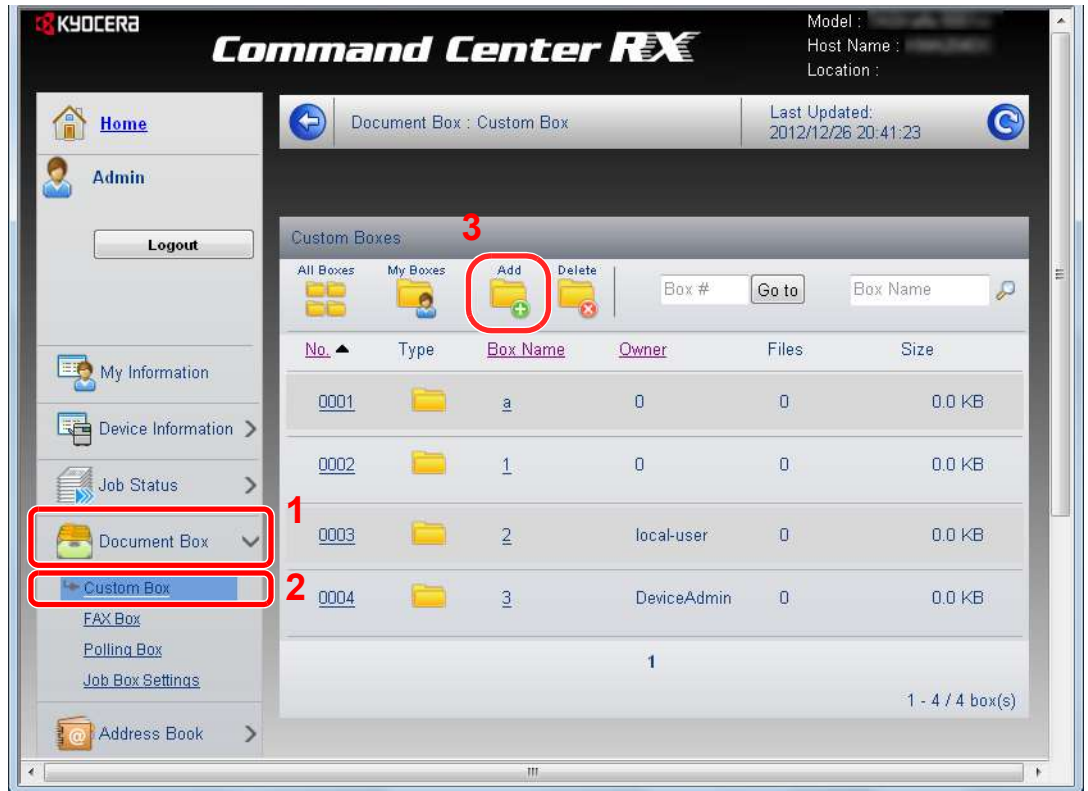 KYOCERA
Command Center RX
Model :
Host Name :
Location :
Home
Document Box : Custom Box
Last Updated:
2012/12/26 20:41:23
Admin
Logout
3
Custom Boxes
All Boxes
My Boxes
Add
Delete
Box #
Go to
Box Name
No.
Type
Box Name
Owner
Files
Size
0001
a
0
0
0.0 KB
0002
1
0
0
0.0 KB
0003
2
local-user
0
0.0 KB
0004
3
DeviceAdmin
0
0.0 KB
1
1 - 4 / 4 box(s)
My Information
Device Information
Job Status
1
Document Box
2
Custom Box
FAX Box
Polling Box
Job Box Settings
Address Book